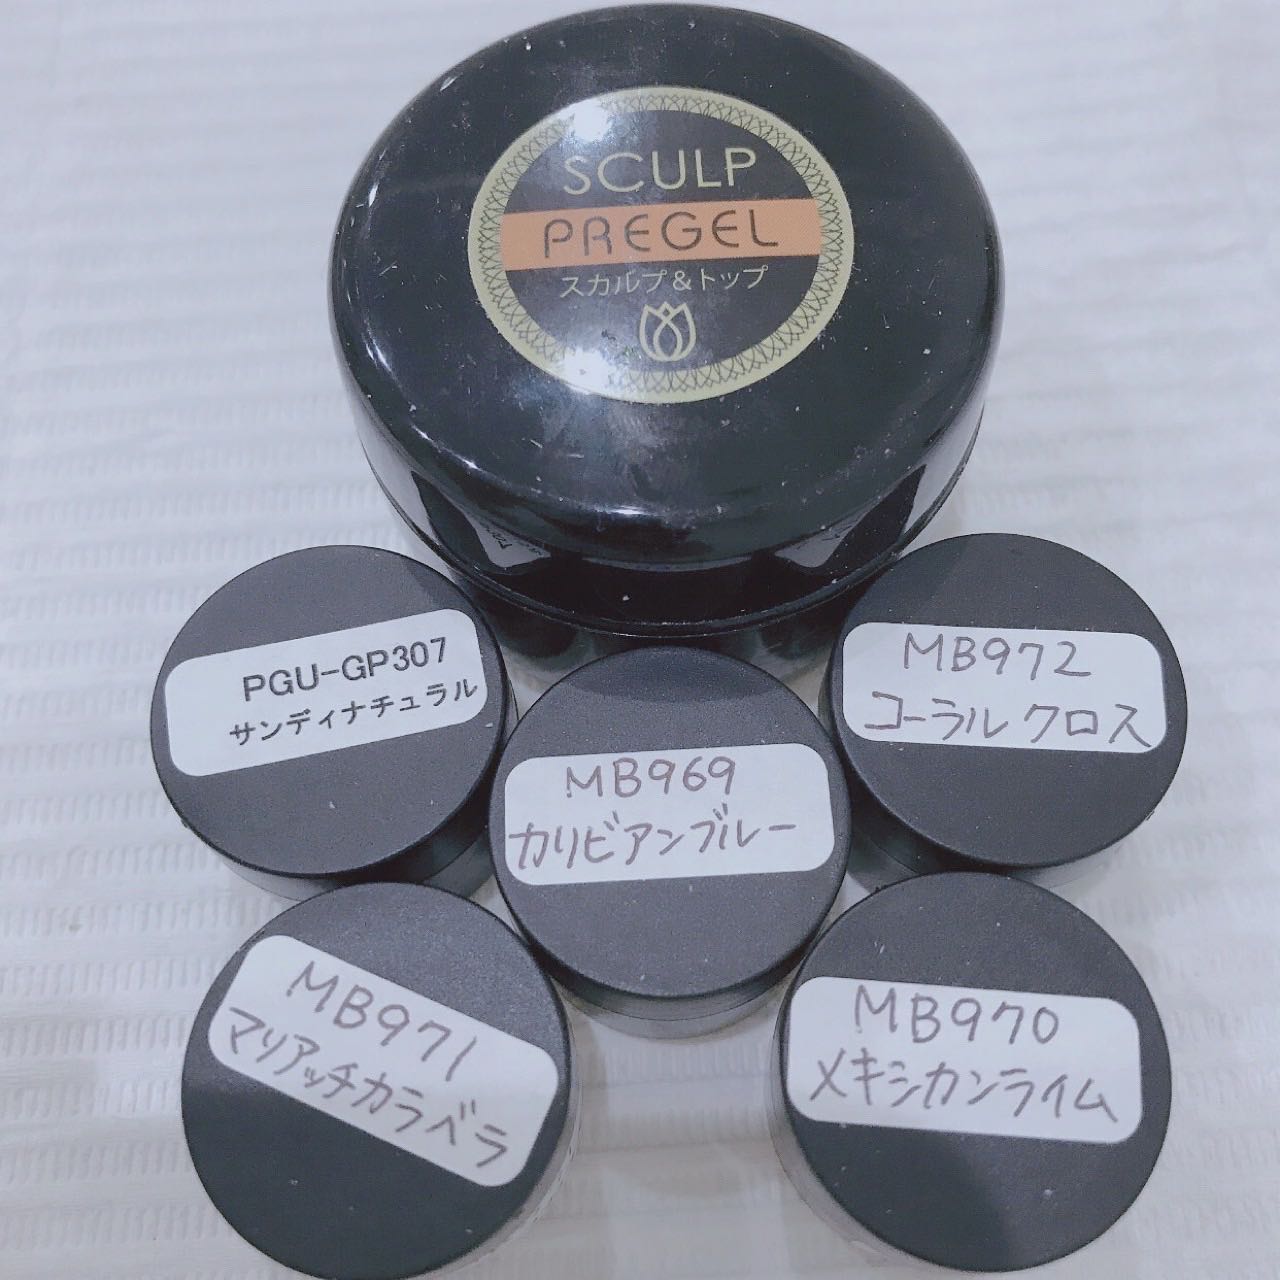 SCULP
PREGEL
スカルプ&トップ
PGU-GP307
サンディナチュラル
MB972
コーラルクロス
MB969
カリビアンブルー
MB971
マリアッチカラベラ
MB970
メキシカンライム